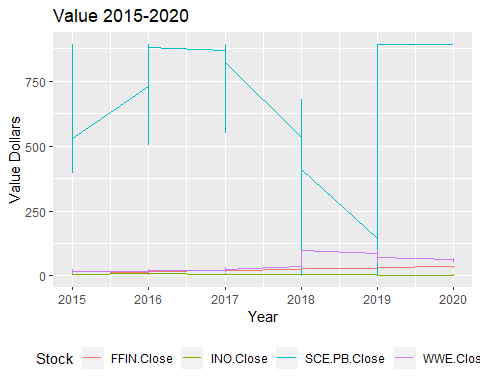 Value 2015-2020
Value Dollars
750
500
250
0
2015 2016 2017 2018 2019 2020
Year
Stock FFIN.Close INO.Close SCE.PB.Close WWE.Clos